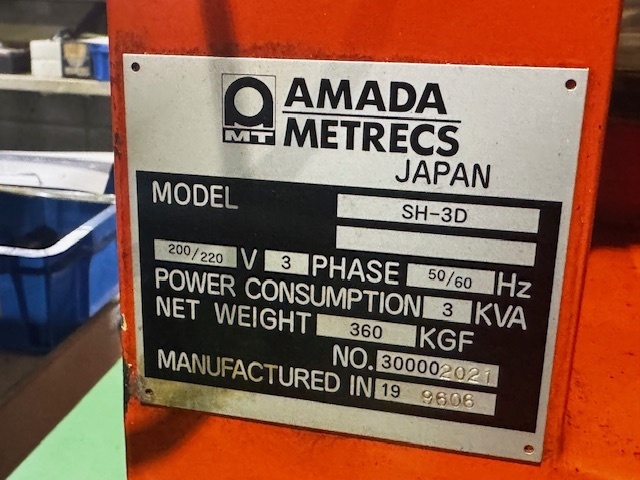 AMADA
MT METRECS
JAPAN
MODEL SH-3D
200/220 V 3 PHASE 50/60 Hz
POWER CONSUMPTION 3 KVA
NET WEIGHT 360 KGF
NO. 300002021
MANUFACTURED IN 19 9606